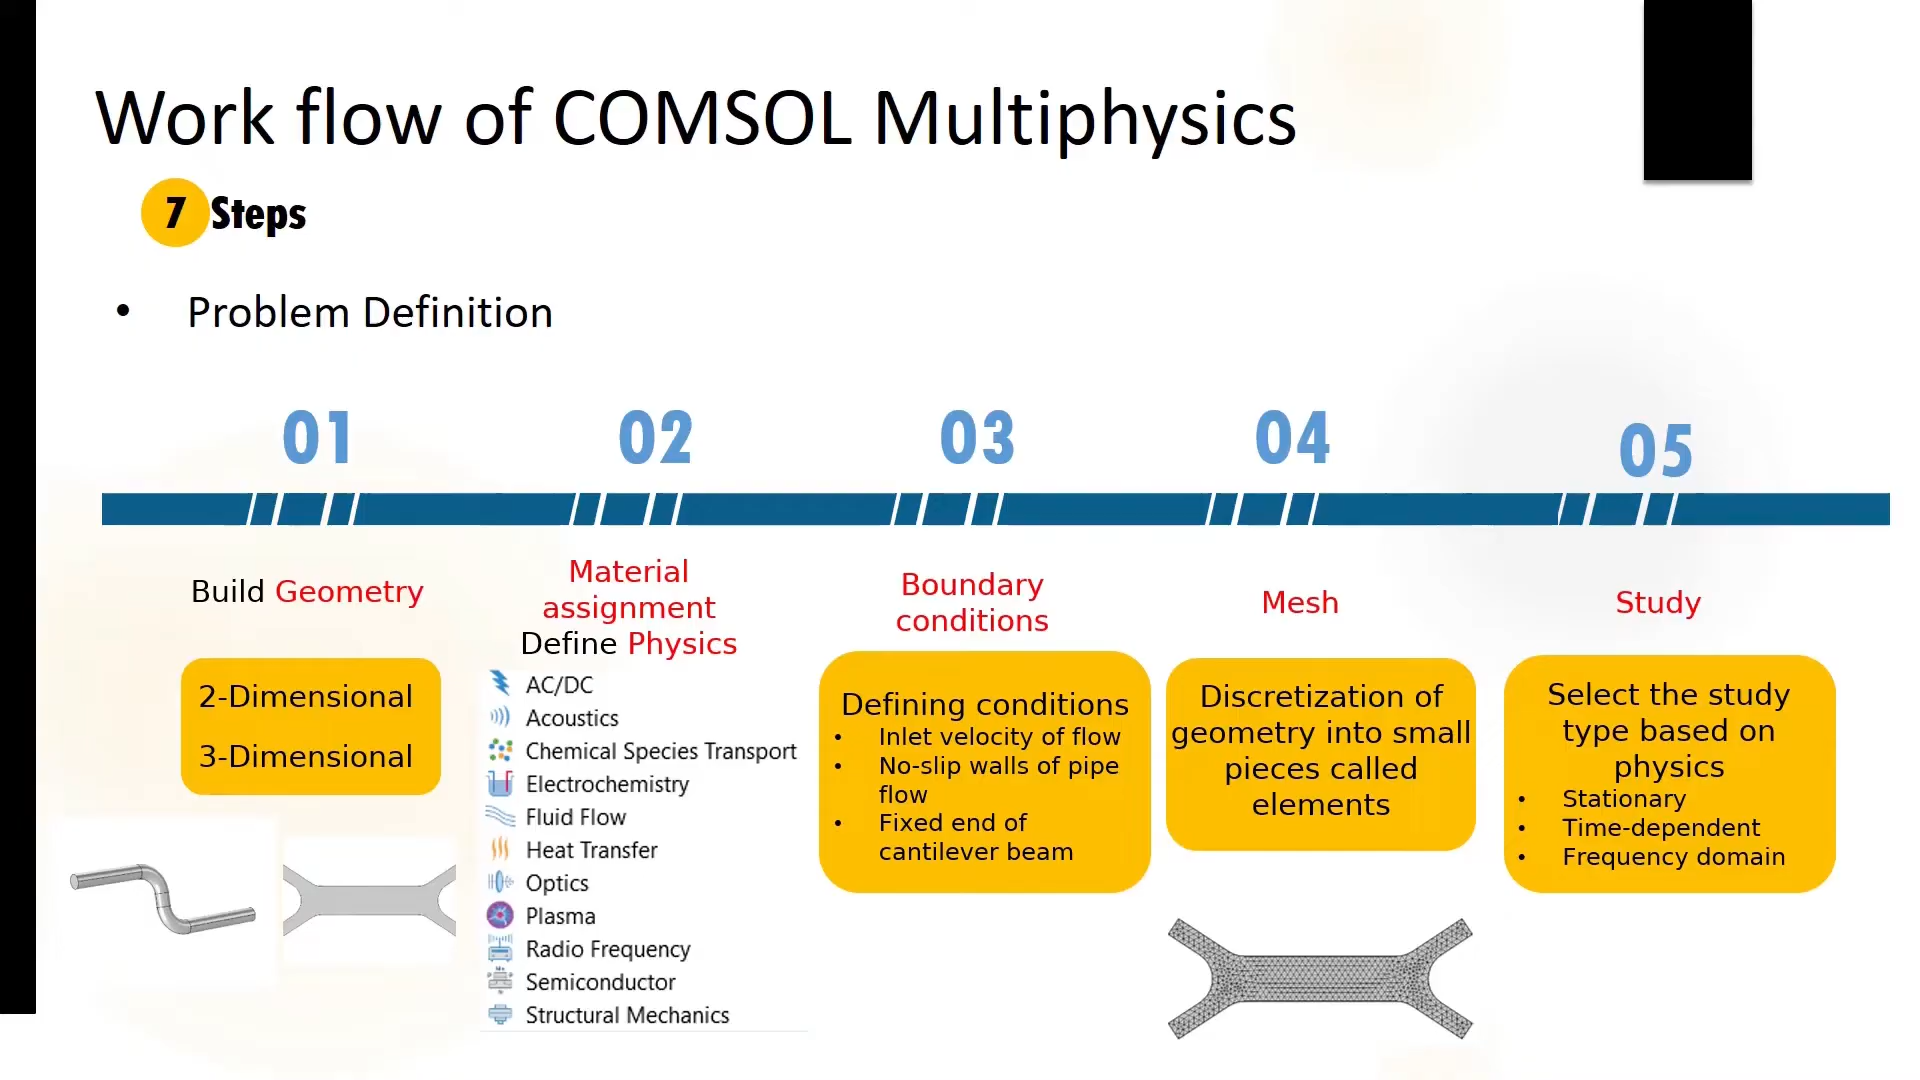 Work flow of COMSOL Multiphysics
7 Steps
• Problem Definition
01
02
03
04
05
Build Geometry
2-Dimensional
3-Dimensional
Material
assignment
Define Physics
AC/DC
Acoustics
Chemical Species Transport
Electrochemistry
Fluid Flow
Heat Transfer
Optics
Plasma
Radio Frequency
Semiconductor
Structural Mechanics
Boundary
conditions
Defining conditions
• Inlet velocity of flow
• No-slip walls of pipe
flow
• Fixed end of
cantilever beam
Mesh
Discretization of
geometry into small
pieces called
elements
Study
Select the study
type based on
physics
• Stationary
• Time-dependent
• Frequency domain